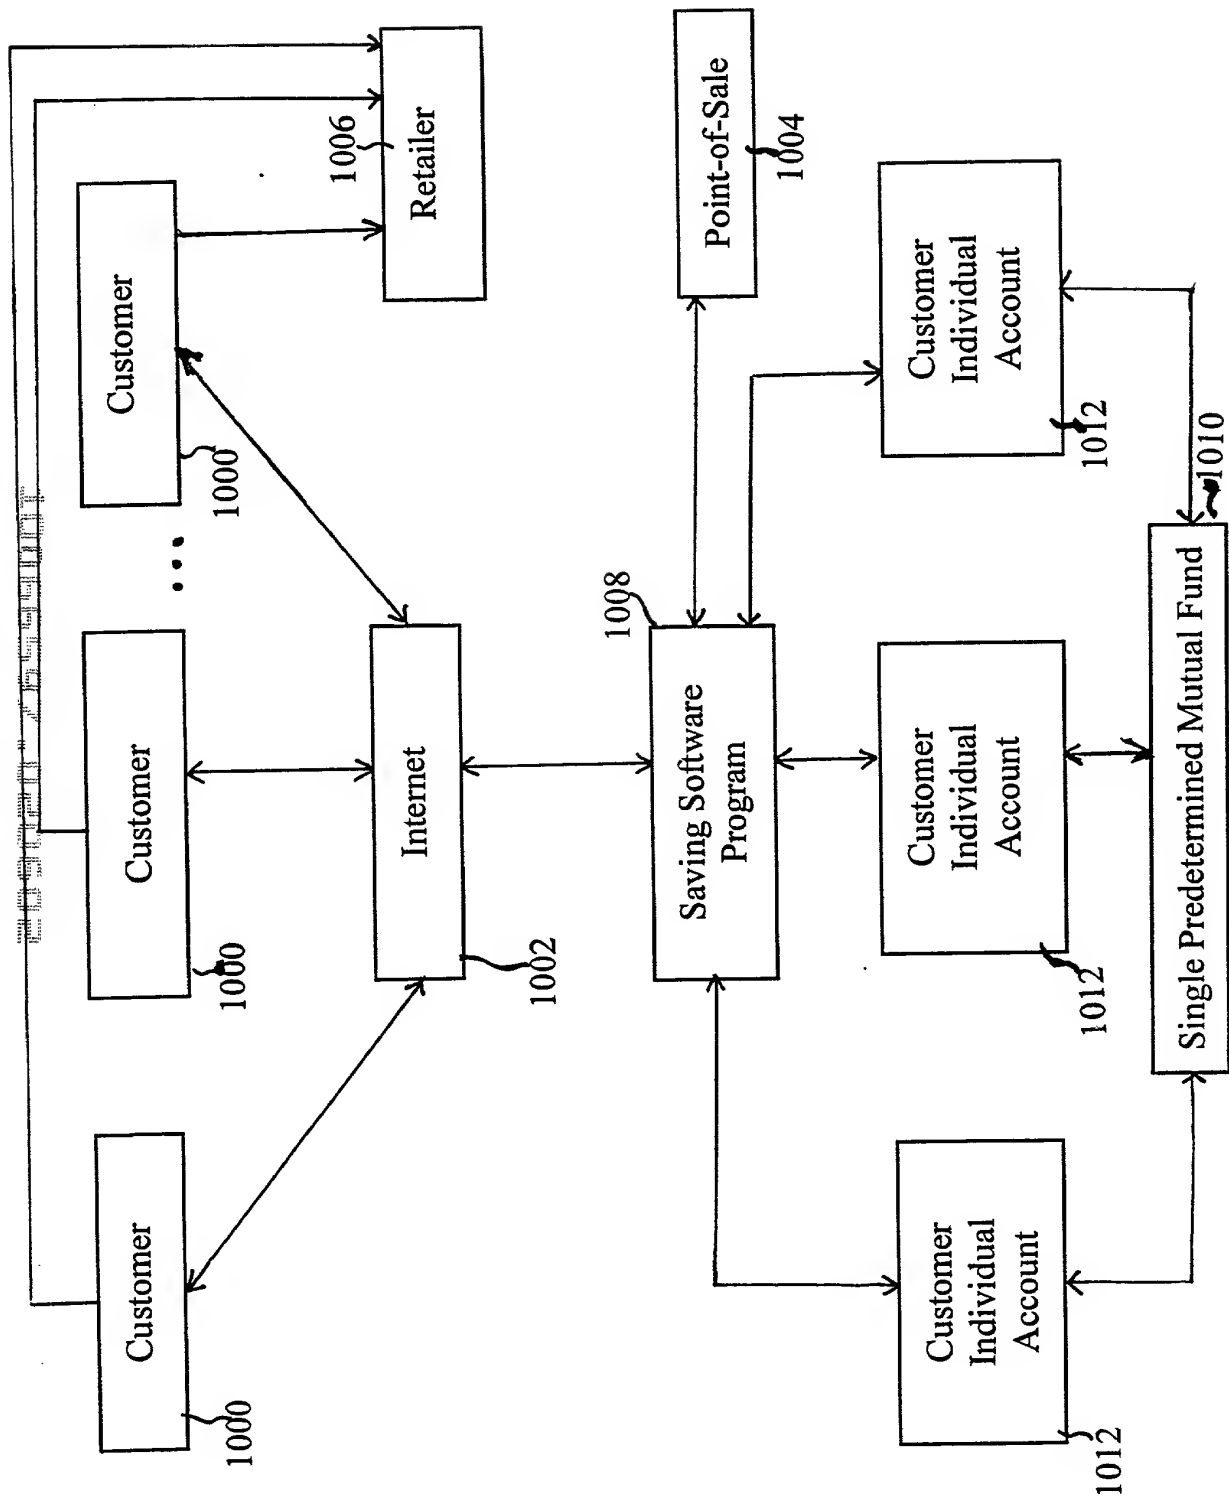 Customer
1000
Customer
1000
...
Customer
1000
1006
Retailer
Internet
1002
1008
Saving Software
Program
Point-of-Sale
1004
Customer
Individual
Account
1012
Customer
Individual
Account
1012
Customer
Individual
Account
1012
Single Predetermined Mutual Fund
1010